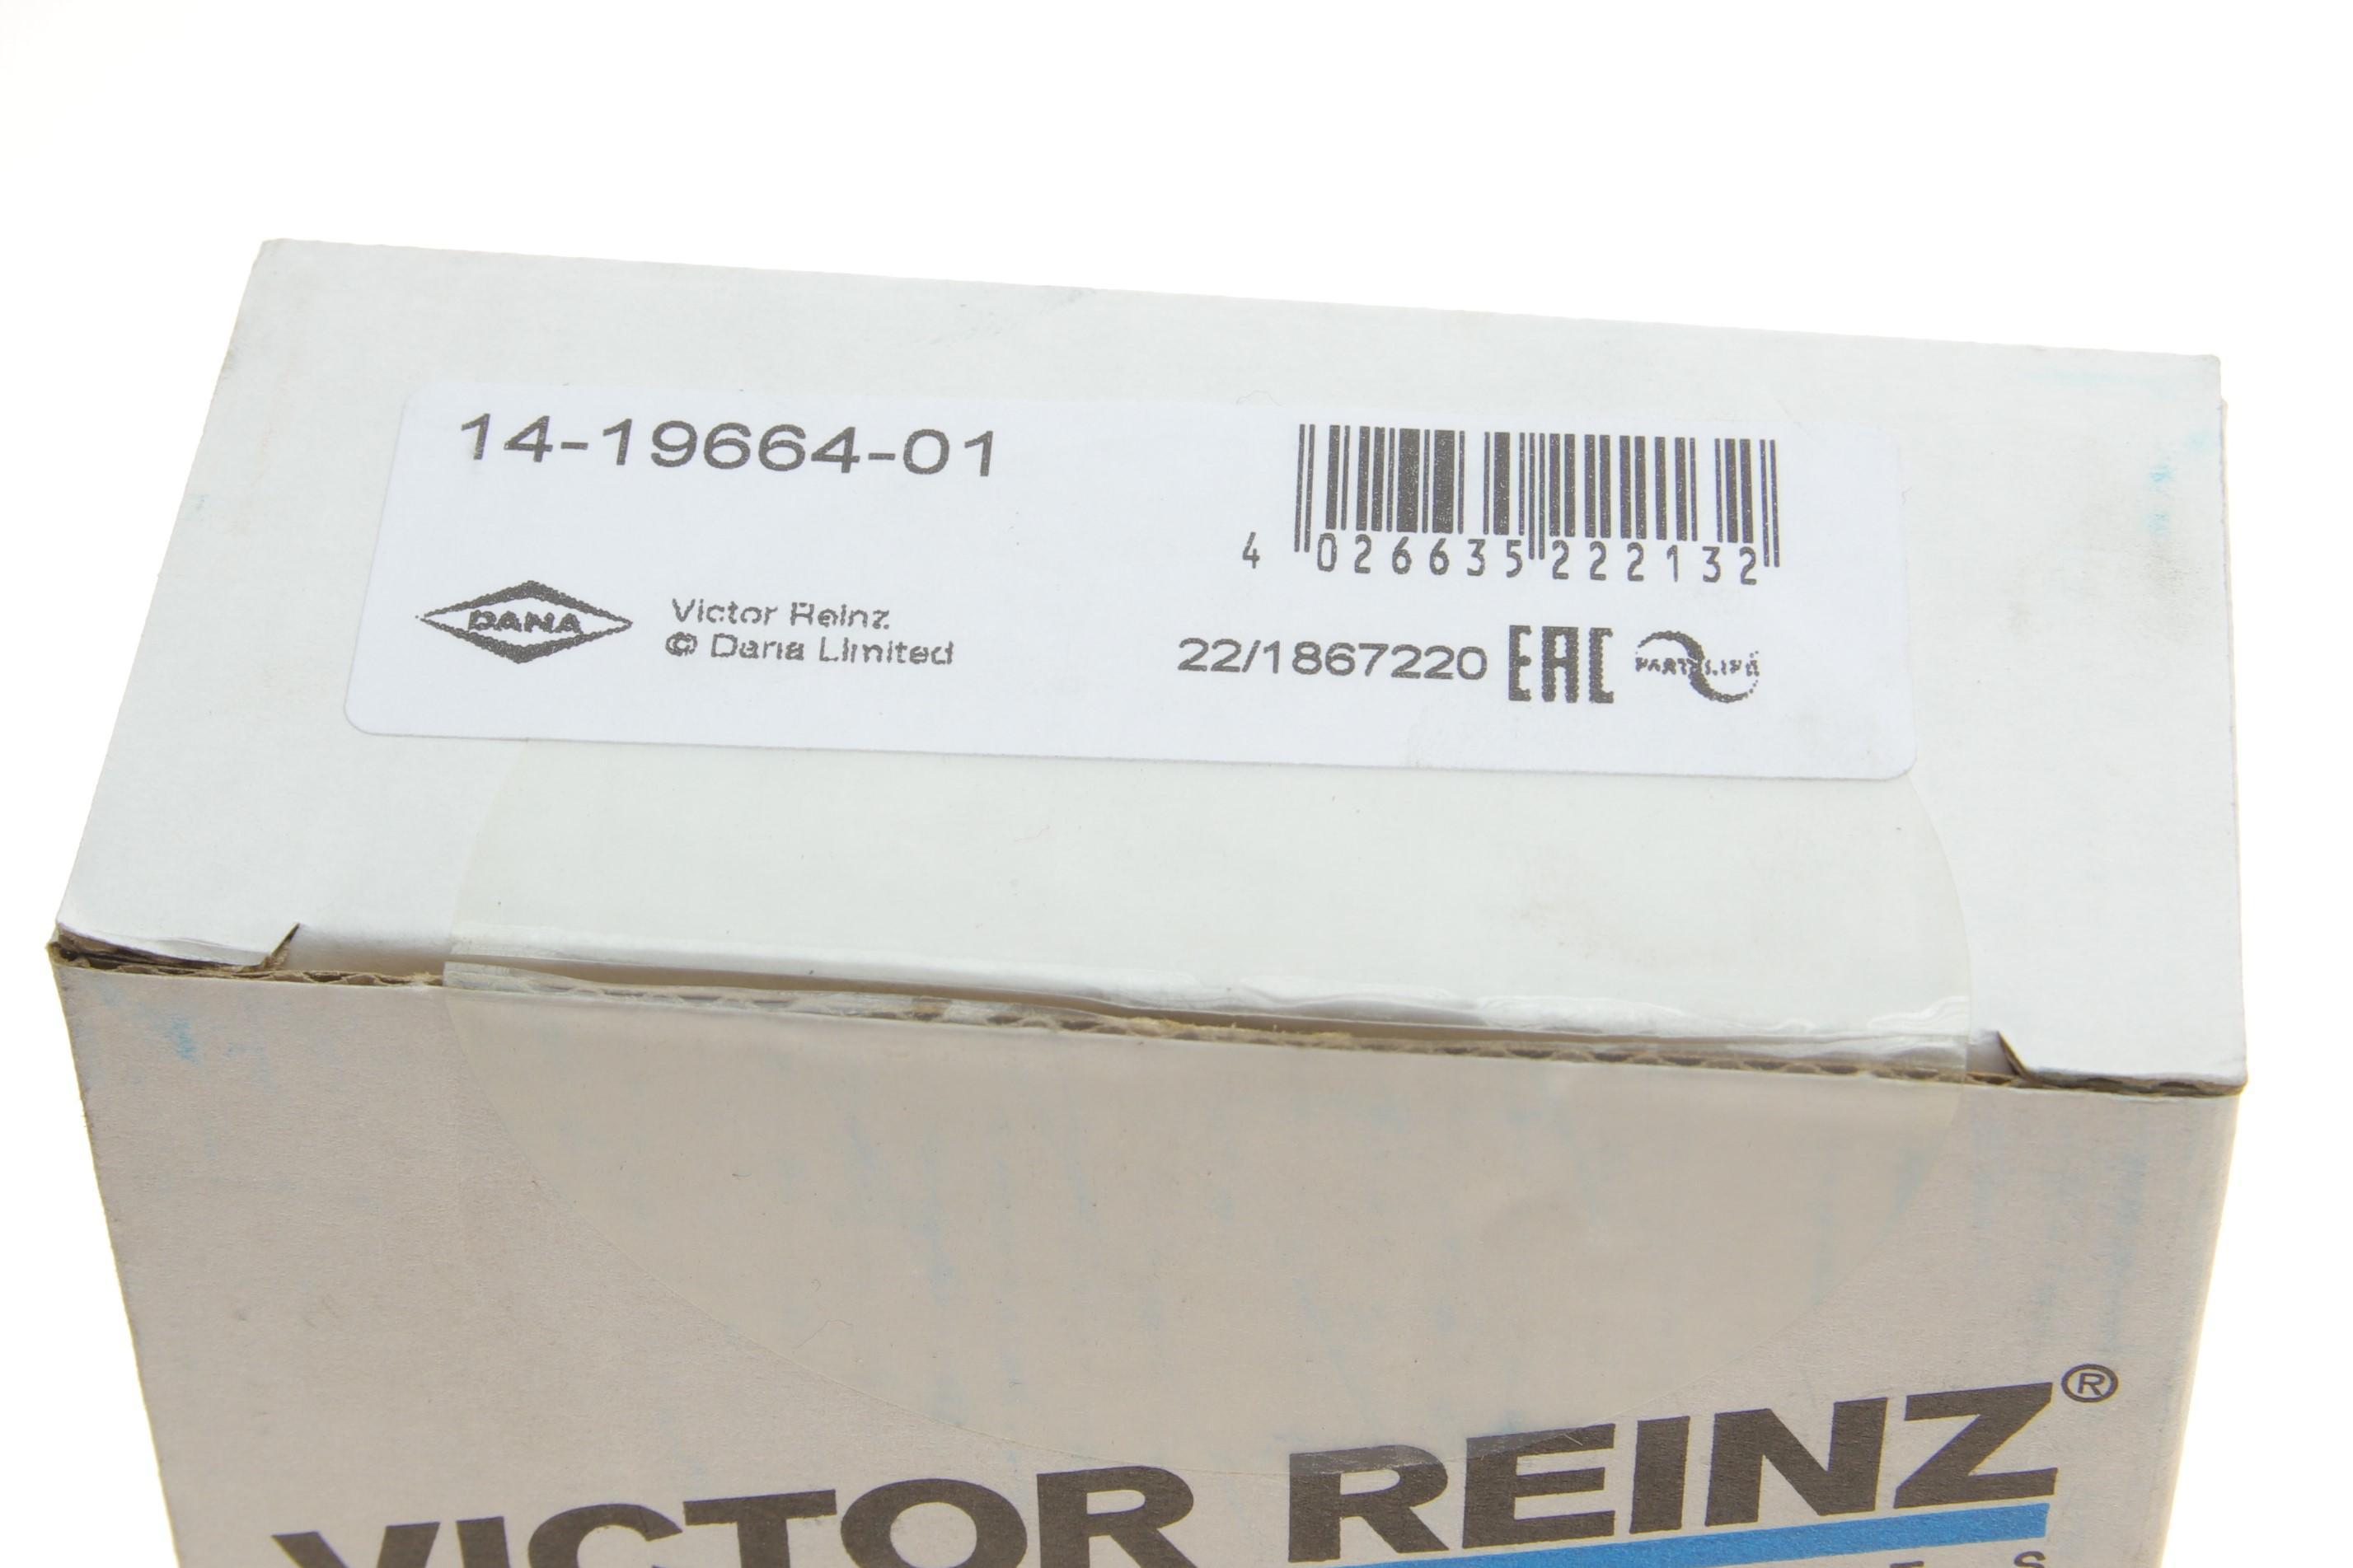 14-19664-01
4 026635 222132
DANA
Victor Reinz
© Dana Limited
22/1867220 EAC
VICTOR REINZ®